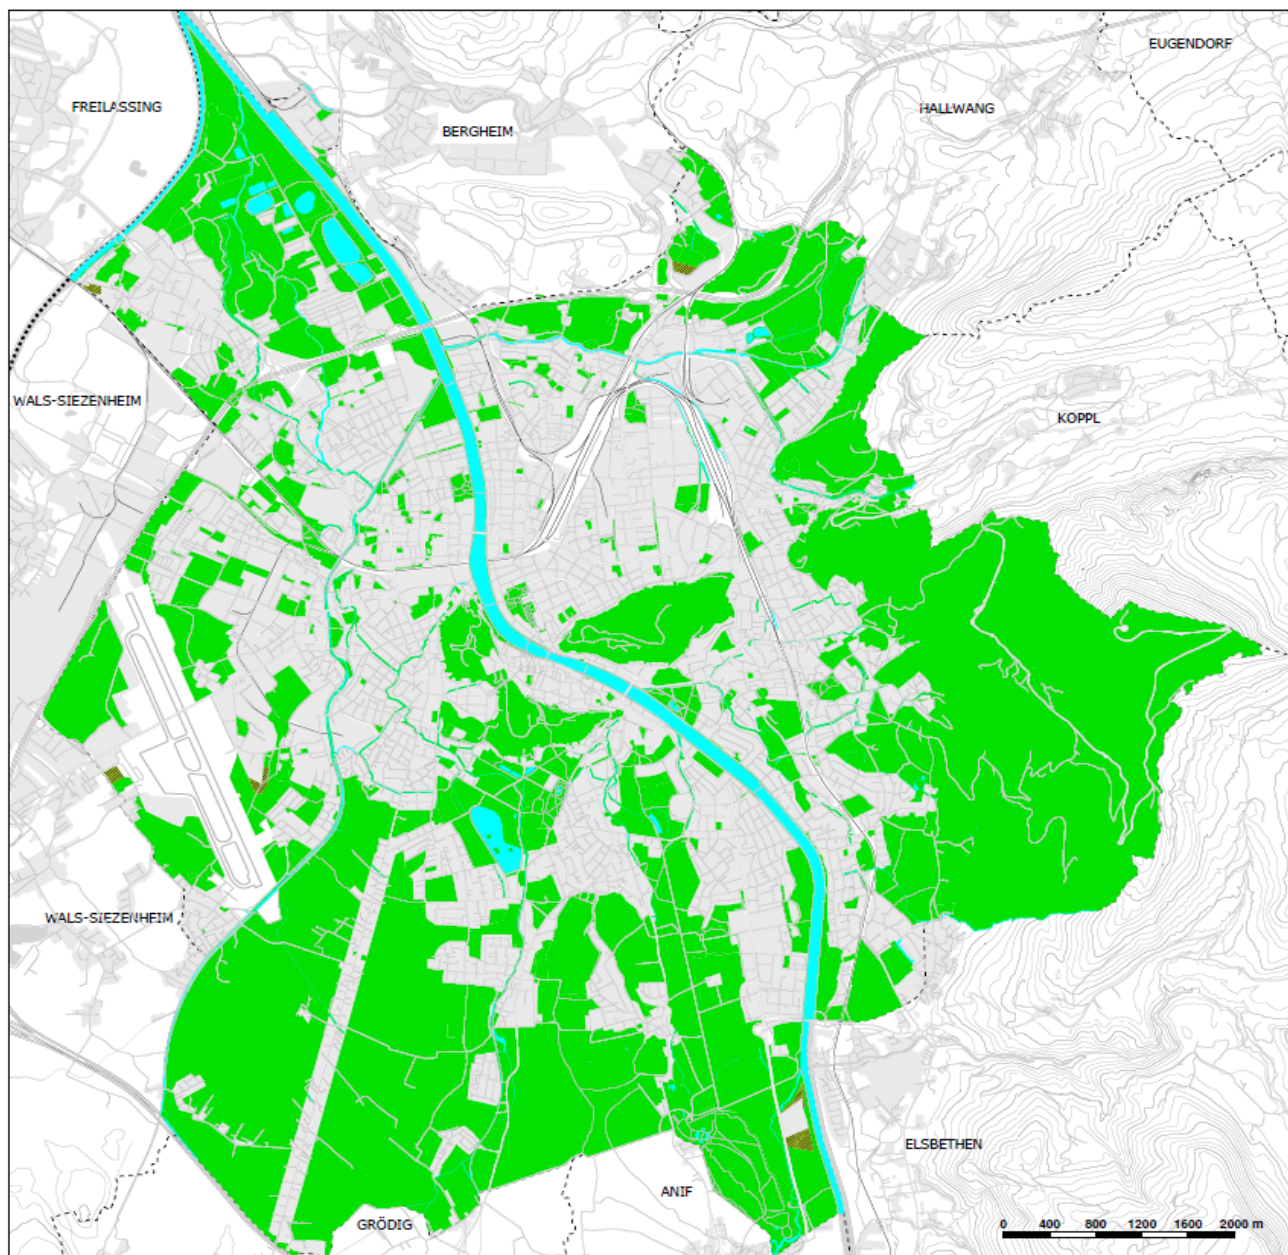 EUGENDORF
FREILASSING
HALLWANG
BERGHEIM
WALS-SIEZENHEIM
KOPPL
WALS-SIEZENHEIM
ELSBETHEN
ANIF
GRÖDIG
0 400 800 1200 1600 2000 m